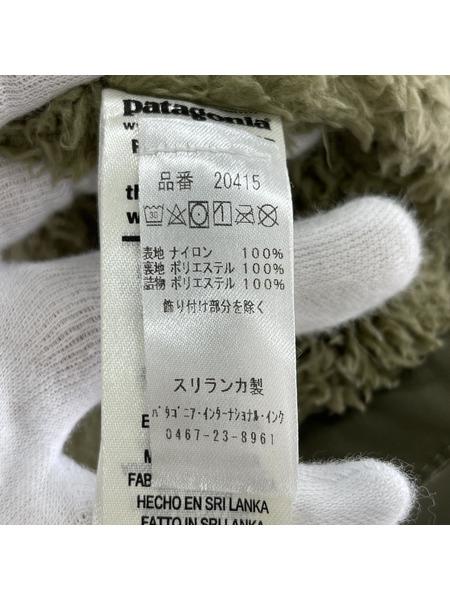 patagonia
品番 20415
30
表地 ナイロン 100%
裏地 ポリエステル 100%
詰物 ポリエステル 100%
飾り付け部分を除く
スリランカ製
パタゴニア・インターナショナル・インク
0467-23-8961
FAB
HECHO EN SRI LANKA
FATTO IN SRI LANKA